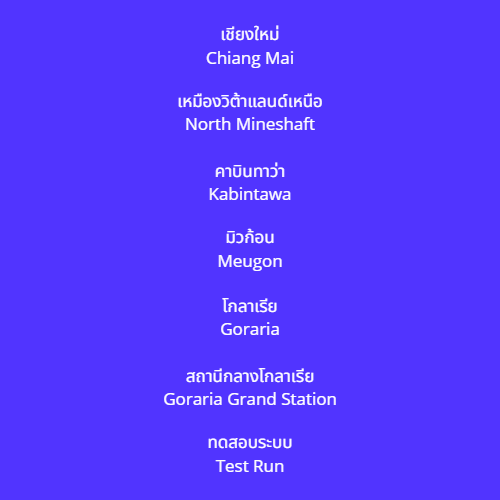 เชียงใหม่
Chiang Mai
เหมืองวิต้าแลนด์เหนือ
North Mineshaft
คาบินทาว่า
Kabintawa
มิวก้อน
Meugon
โกลาเรีย
Goraria
สถานีกลางโกลาเรีย
Goraria Grand Station
ทดสอบระบบ
Test Run